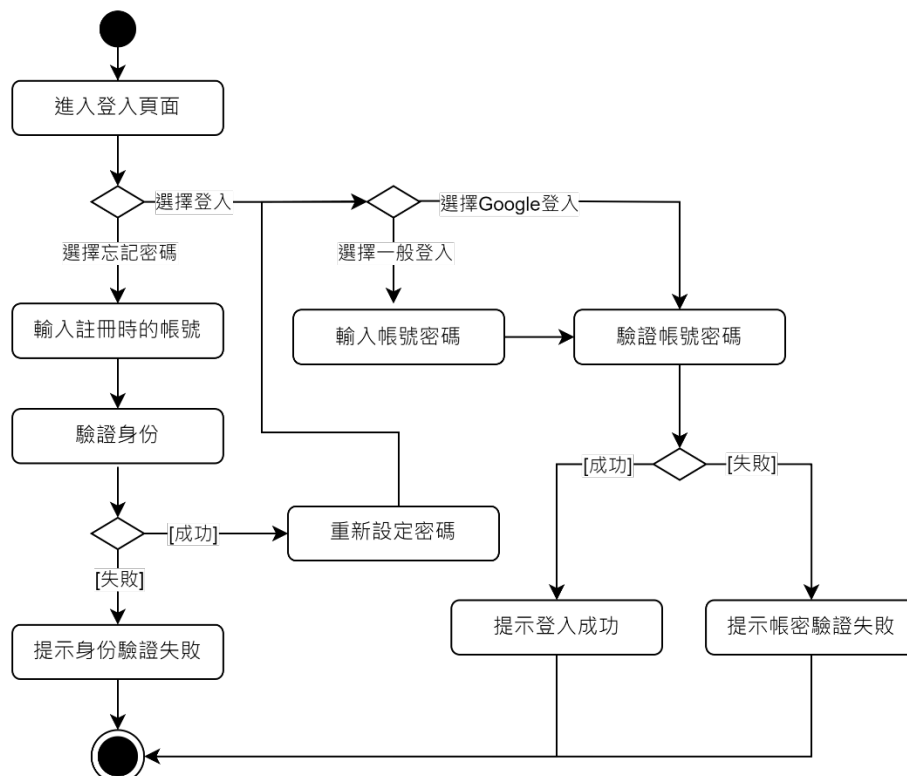 進入登入頁面
選擇登入
選擇Google登入
選擇忘記密碼
選擇一般登入
輸入註冊時的帳號
輸入帳號密碼
驗證帳號密碼
驗證身份
[成功]
[失敗]
[成功]
重新設定密碼
[失敗]
提示身份驗證失敗
提示登入成功
提示帳密驗證失敗